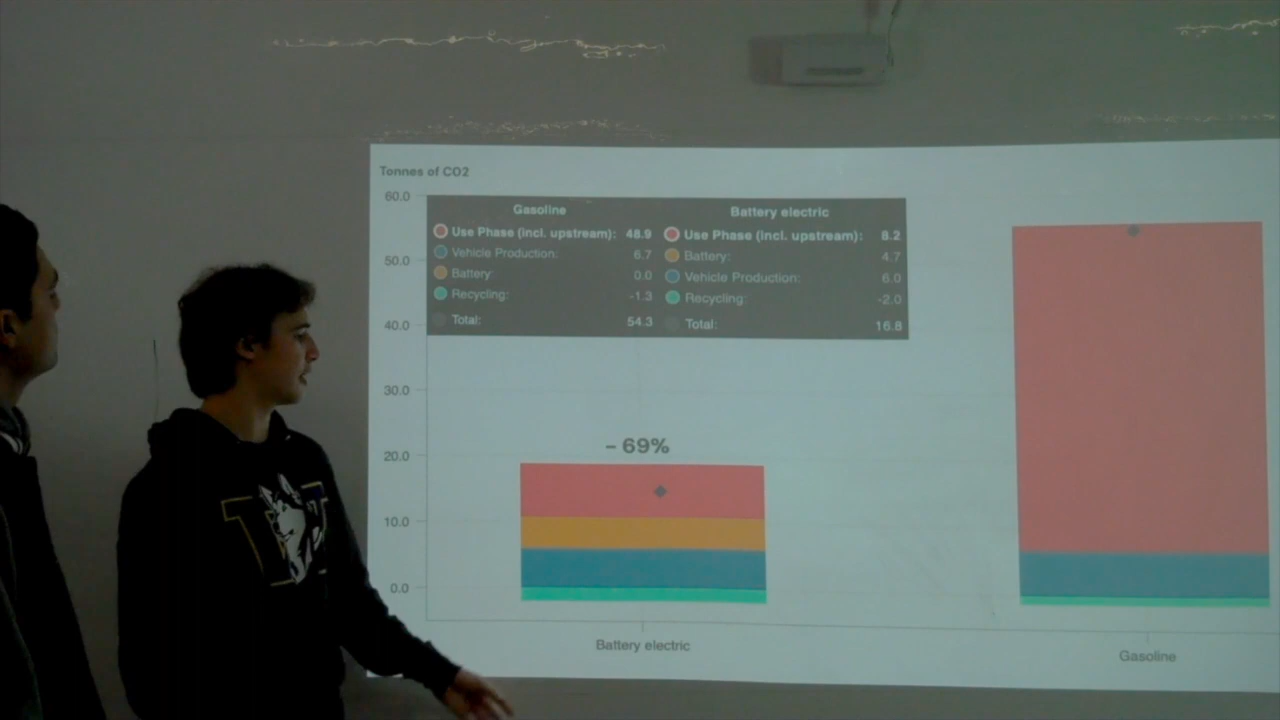 Tonnes of CO2
60.0
50.0
40.0
30.0
20.0
10.0
0.0
Gasoline
Use Phase (incl. upstream): 48.9
Vehicle Production: 6.7
Battery: 0.0
Recycling: -1.3
Total: 54.3
Battery electric
Use Phase (incl. upstream): 8.2
Battery: 4.7
Vehicle Production: 6.0
Recycling: -2.0
Total: 16.8
– 69%
Battery electric
Gasoline
W